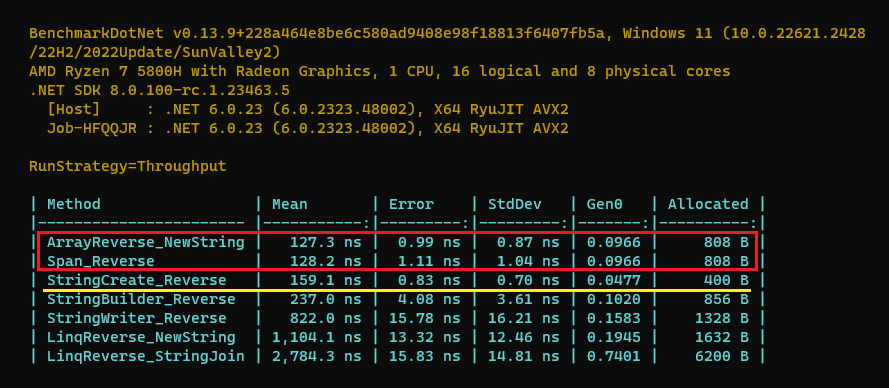 BenchmarkDotNet v0.13.9+228a464e8be6c580ad9408e98f18813f6407fb5a, Windows 11 (10.0.22621.2428
/22H2/2022Update/SunValley2)
AMD Ryzen 7 5800H with Radeon Graphics, 1 CPU, 16 logical and 8 physical cores
.NET SDK 8.0.100-rc.1.23463.5
  [Host]     : .NET 6.0.23 (6.0.2323.48002), X64 RyuJIT AVX2
  Job-HFQQJR : .NET 6.0.23 (6.0.2323.48002), X64 RyuJIT AVX2
RunStrategy=Throughput
| Method                 | Mean       | Error    | StdDev   | Gen0   | Allocated |
|----------------------- |-----------:|---------:|---------:|-------:|----------:|
| ArrayReverse_NewString |   127.3 ns |  0.99 ns |  0.87 ns | 0.0966 |     808 B |
| Span_Reverse           |   128.2 ns |  1.11 ns |  1.04 ns | 0.0966 |     808 B |
| StringCreate_Reverse   |   159.1 ns |  0.83 ns |  0.70 ns | 0.0477 |     400 B |
| StringBuilder_Reverse  |   237.0 ns |  4.08 ns |  3.61 ns | 0.1020 |     856 B |
| StringWriter_Reverse   |   822.0 ns | 15.78 ns | 16.21 ns | 0.1583 |    1328 B |
| LinqReverse_NewString  | 1,104.1 ns | 13.32 ns | 12.46 ns | 0.1945 |    1632 B |
| LinqReverse_StringJoin | 2,784.3 ns | 15.83 ns | 14.81 ns | 0.7401 |    6200 B |